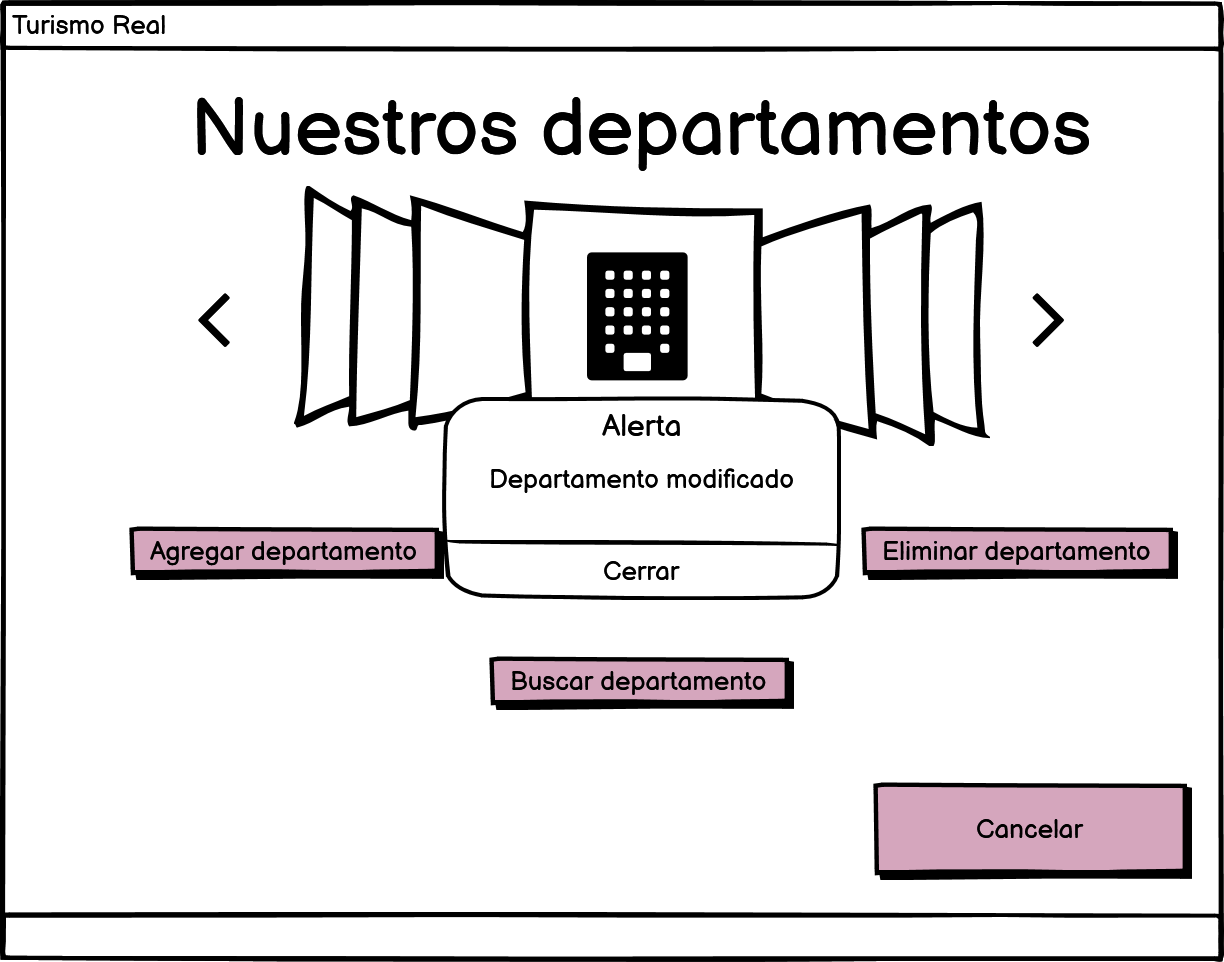 Turismo Real
Nuestros departamentos
Alerta
Departamento modificado
Agregar departamento
Cerrar
Eliminar departamento
Buscar departamento
Cancelar